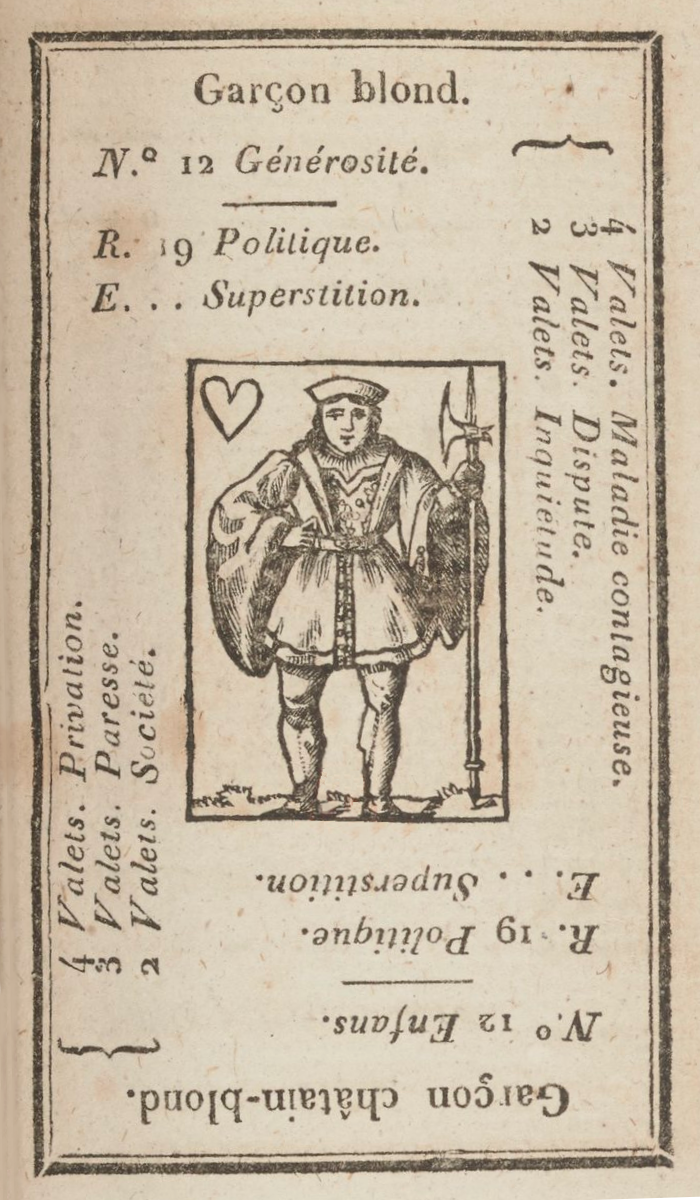 Garçon blond.
N.º 12 Générosité.
R. 19 Politique.
E. . . Superstition.
4 Valets. Maladie contagieuse.
3 Valets. Dispute.
2 Valets. Inquiétude.
Garçon châtain-blond.
N.º 12 Enfans.
R. 19 Politique.
E. . . Superstition.
4 Valets. Privation.
3 Valets. Paresse.
2 Valets. Société.